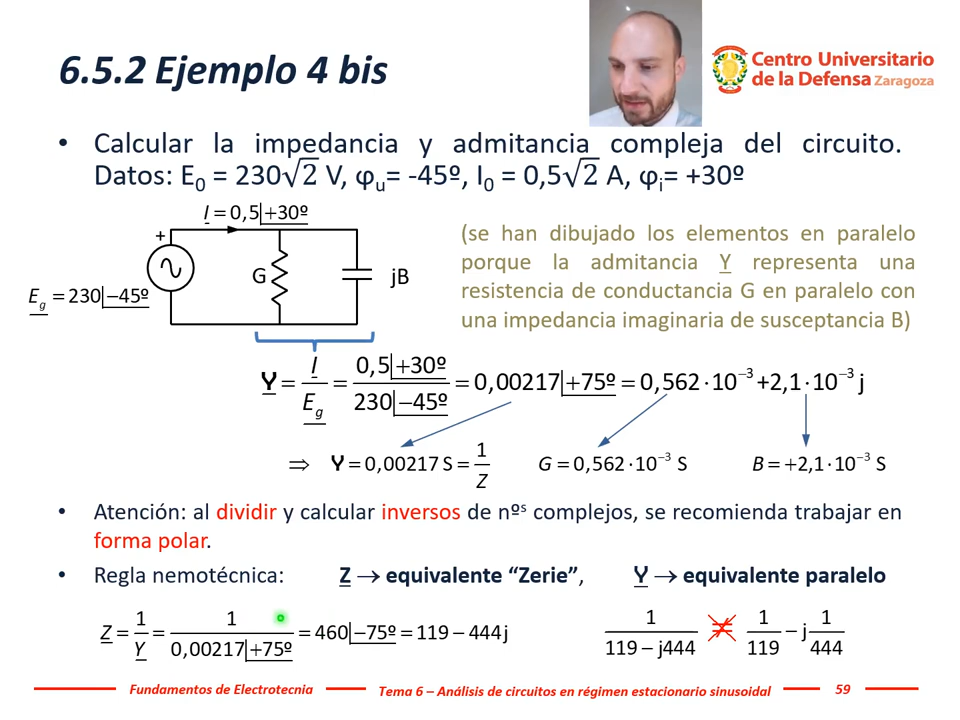 6.5.2 Ejemplo 4 bis
Centro Universitario
de la Defensa Zaragoza
• Calcular la impedancia y admitancia compleja del circuito.
Datos: E₀ = 230√2 V, φᵤ= -45º, I₀ = 0,5√2 A, φᵢ= +30º
I = 0,5|+30º
+
G
jB
E_g = 230|−45º
(se han dibujado los elementos en paralelo
porque la admitancia Y representa una
resistencia de conductancia G en paralelo con
una impedancia imaginaria de susceptancia B)
Y = I/E_g = 0,5|+30º / 230|−45º = 0,00217|+75º = 0,562·10⁻³ +2,1·10⁻³ j
⇒ Y = 0,00217 S = 1/Z
G = 0,562·10⁻³ S
B = +2,1·10⁻³ S
• Atención: al dividir y calcular inversos de nºˢ complejos, se recomienda trabajar en
forma polar.
• Regla nemotécnica: Z → equivalente “Zerie”, Y → equivalente paralelo
Z = 1/Y = 1 / 0,00217|+75º = 460|−75º = 119 − 444j
1/(119 − j444) ≠ 1/119 − j 1/444
Fundamentos de Electrotecnia
Tema 6 – Análisis de circuitos en régimen estacionario sinusoidal
59